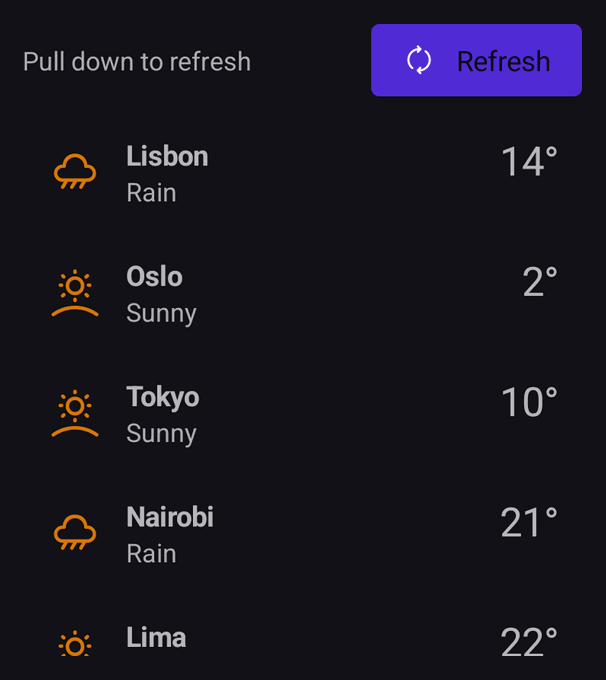 Pull down to refresh
Refresh
Lisbon
14°
Rain
Oslo
2°
Sunny
Tokyo
10°
Sunny
Nairobi
21°
Rain
Lima
22°